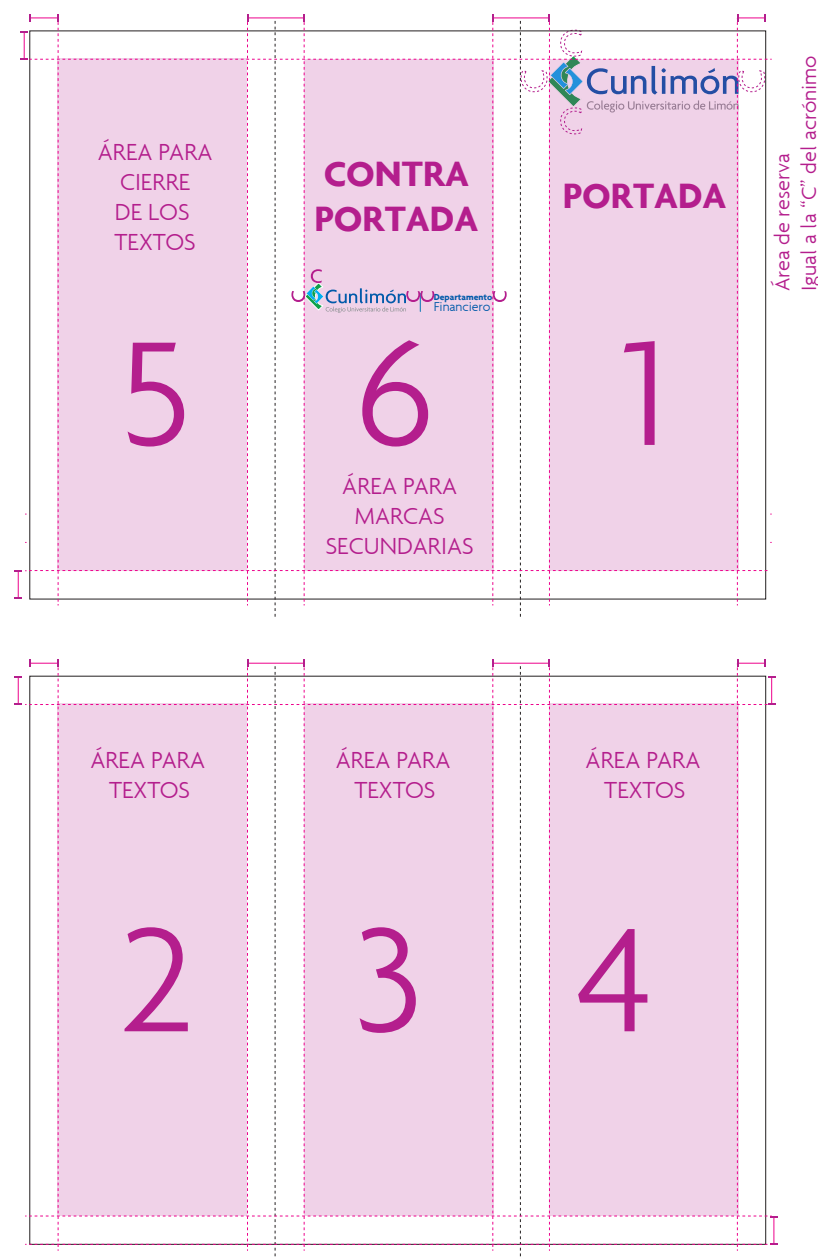 ÁREA PARA
CIERRE
DE LOS
TEXTOS
5
CONTRA
PORTADA
C
Cunlimón
Colegio Universitario de Limón
Departamento
Financiero
6
ÁREA PARA
MARCAS
SECUNDARIAS
Cunlimón
Colegio Universitario de Limón
PORTADA
1
Área de reserva
Igual a la “C” del acrónimo
ÁREA PARA
TEXTOS
2
ÁREA PARA
TEXTOS
3
ÁREA PARA
TEXTOS
4